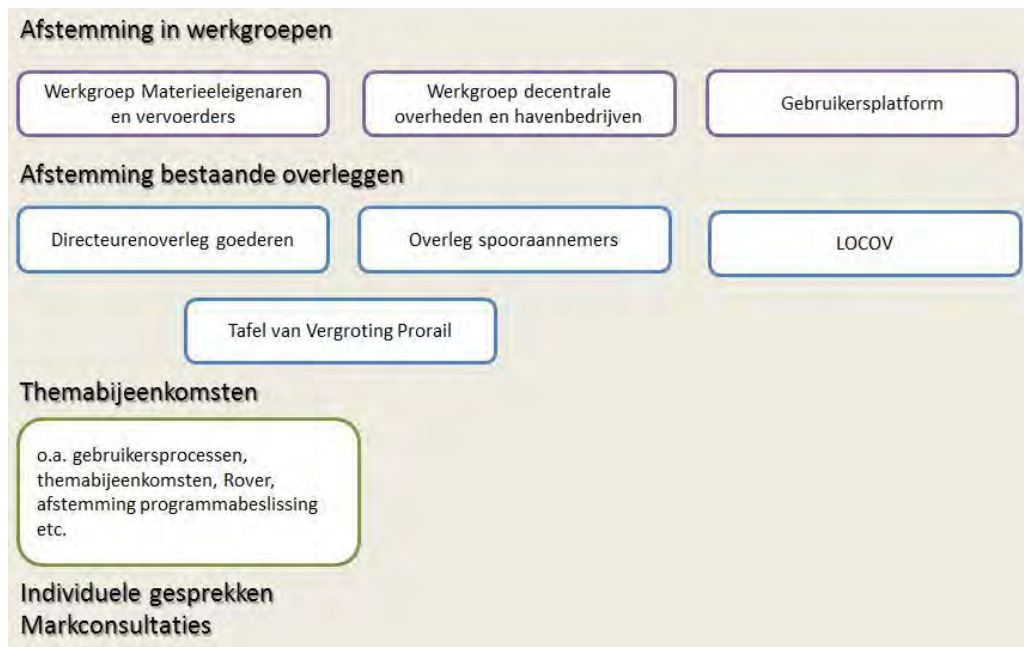 Afstemming in werkgroepen
Werkgroep Materieeleigenaren
en vervoerders
Werkgroep decentrale
overheden en havenbedrijven
Gebruikersplatform
Afstemming bestaande overleggen
Directeurenoverleg goederen
Overleg spooraannemers
LOCOV
Tafel van Vergroting Prorail
Themabijeenkomsten
o.a. gebruikersprocessen,
themabijeenkomsten, Rover,
afstemming programmabeslissing
etc.
Individuele gesprekken
Markconsultaties